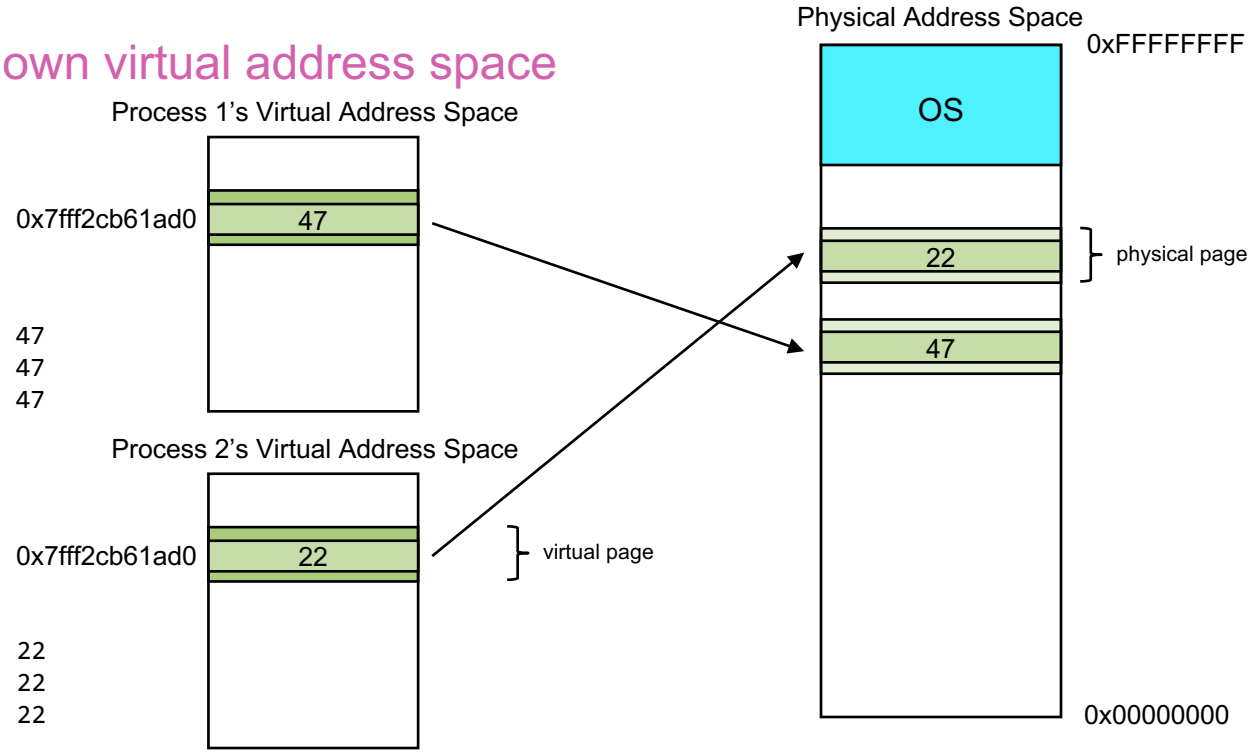 own virtual address space
Process 1’s Virtual Address Space
0x7fff2cb61ad0
47
47
47
47
Process 2’s Virtual Address Space
0x7fff2cb61ad0
22
virtual page
22
22
22
Physical Address Space
0xFFFFFFFF
OS
22
physical page
47
0x00000000